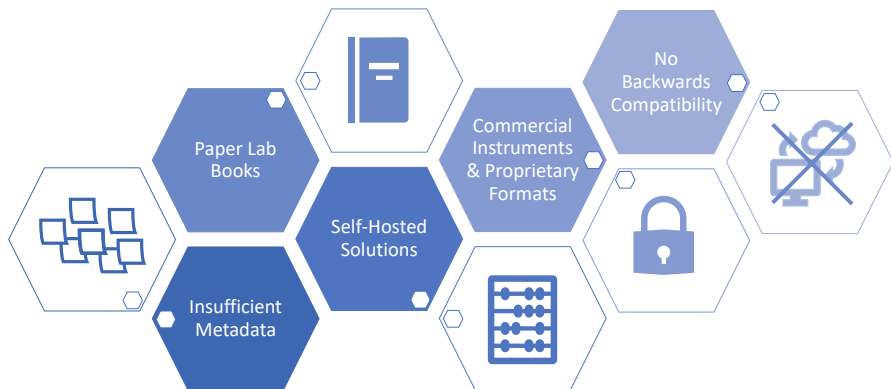 Paper Lab
Books
Insufficient
Metadata
Self-Hosted
Solutions
Commercial
Instruments
& Proprietary
Formats
No
Backwards
Compatibility